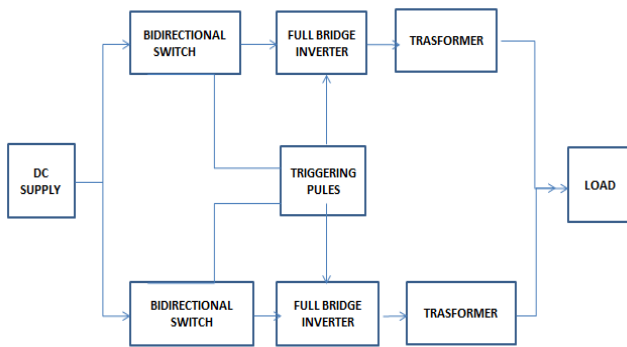 BIDIRECTIONAL
SWITCH
FULL BRIDGE
INVERTER
TRASFORMER
DC
SUPPLY
TRIGGERING
PULES
LOAD
BIDIRECTIONAL
SWITCH
FULL BRIDGE
INVERTER
TRASFORMER